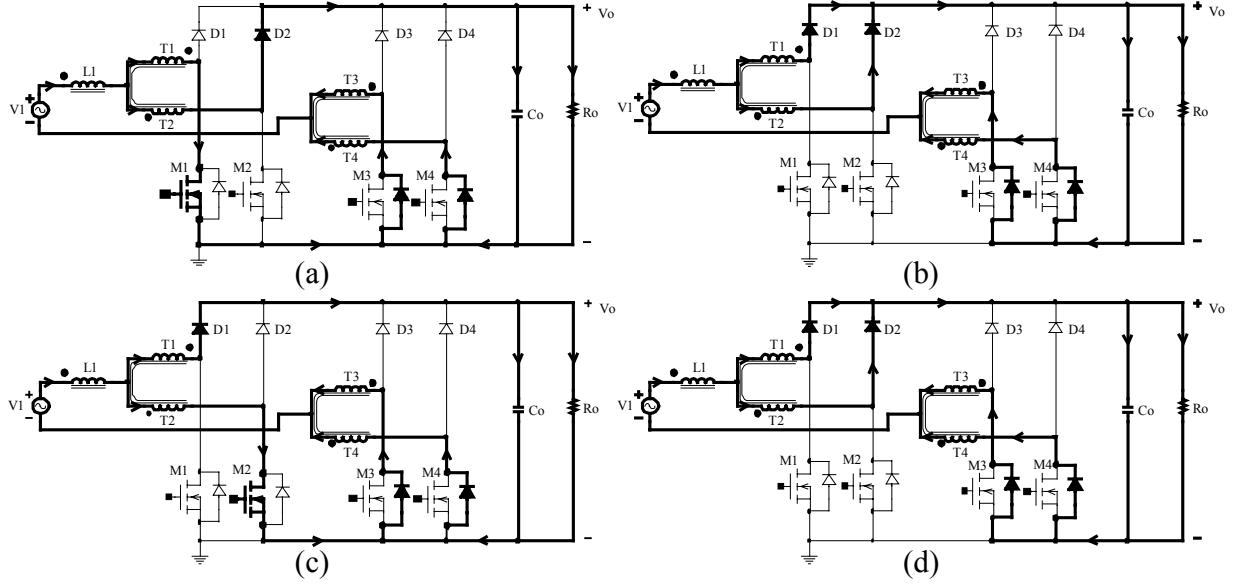 + Vo
D1 D2 D3 D4
T1
L1
T3
+
V1
−
T2
T4
Co Ro
M1 M2 M3 M4
−
(a)
+ Vo
D1 D2 D3 D4
T1
L1
T3
+
V1
−
T2
T4
Co Ro
M1 M2 M3 M4
−
(b)
+ Vo
D1 D2 D3 D4
T1
L1
T3
+
V1
−
T2
T4
Co Ro
M1 M2 M3 M4
−
(c)
+ Vo
D1 D2 D3 D4
T1
L1
T3
+
V1
−
T2
T4
Co Ro
M1 M2 M3 M4
−
(d)